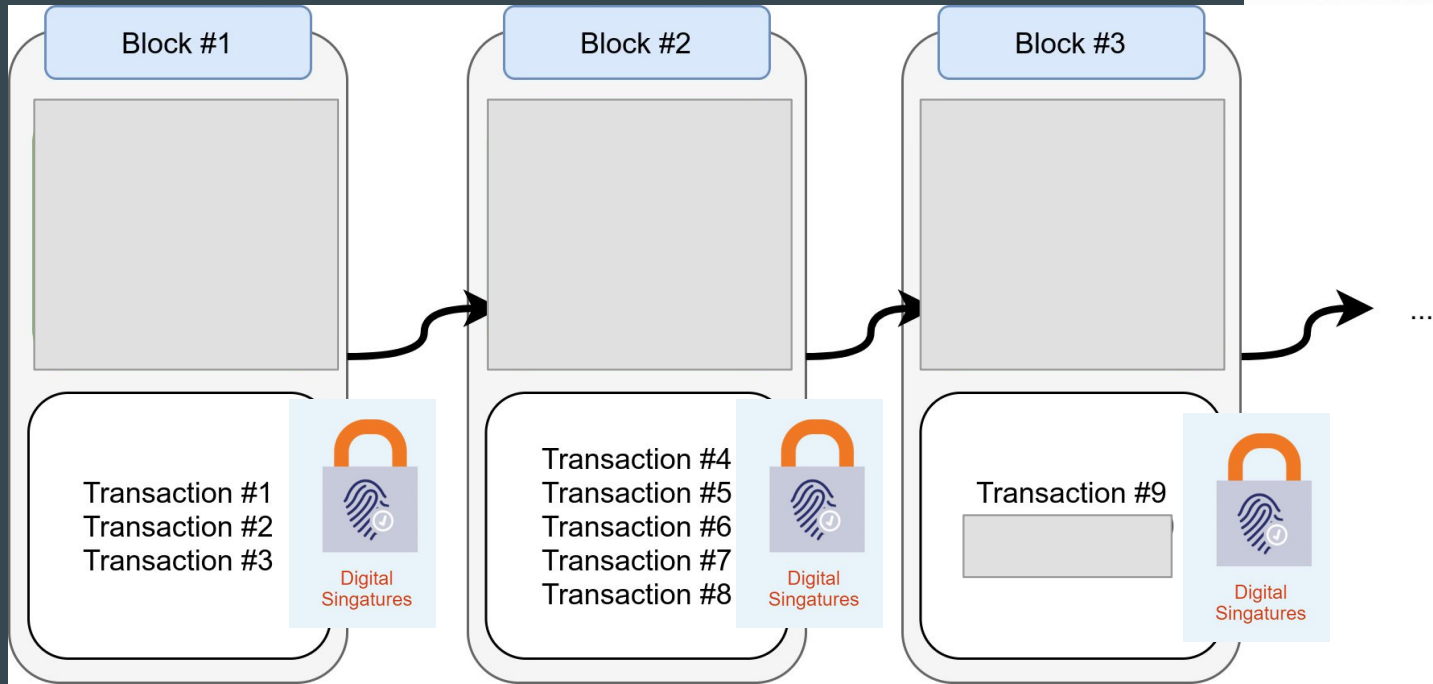 Block #1
Block #2
Block #3
...
Transaction #1
Transaction #2
Transaction #3
Digital
Singatures
Transaction #4
Transaction #5
Transaction #6
Transaction #7
Transaction #8
Digital
Singatures
Transaction #9
Digital
Singatures